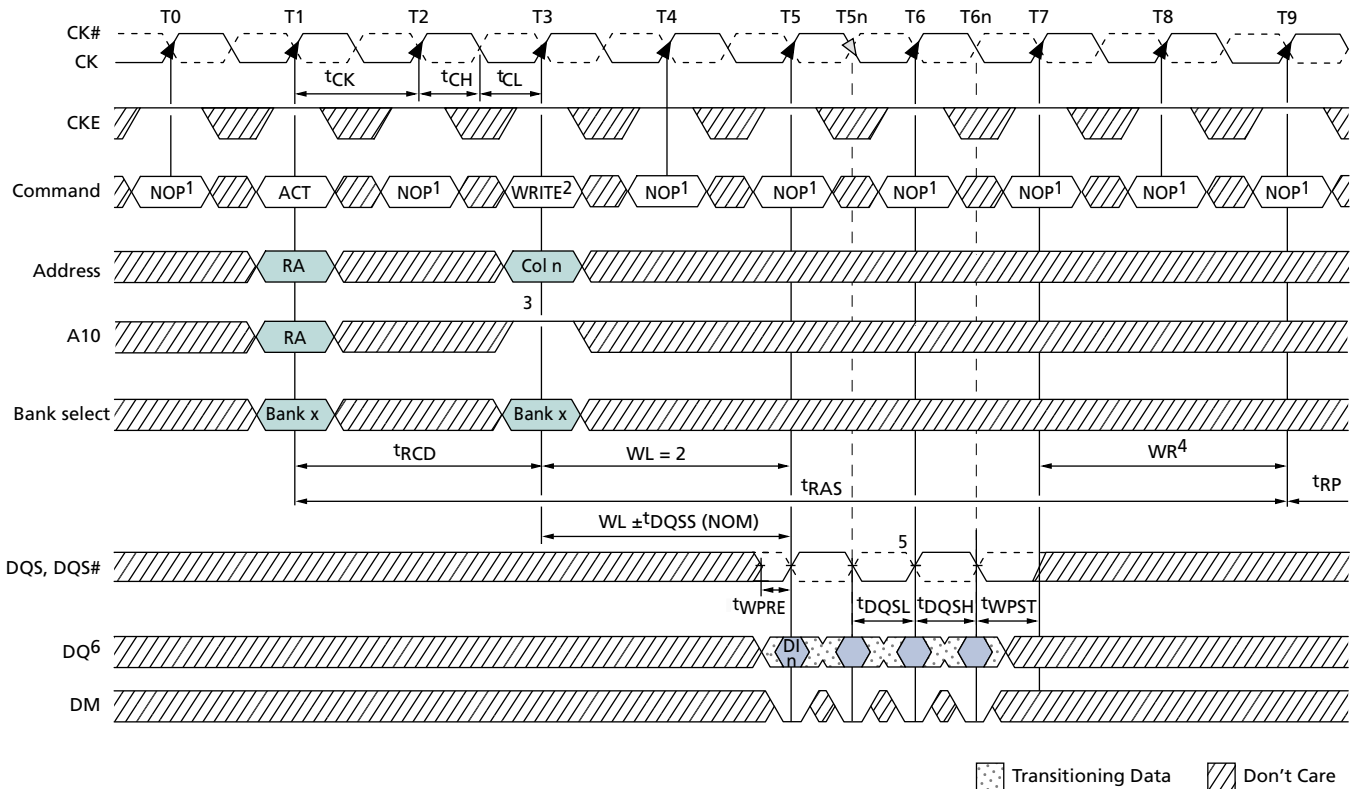 T0 T1 T2 T3 T4 T5 T5n T6 T6n T7 T8 T9
CK#
CK
tCK tCH tCL
CKE
Command NOP1 ACT NOP1 WRITE2 NOP1 NOP1 NOP1 NOP1 NOP1 NOP1
Address RA Col n
3
A10 RA
Bank select Bank x Bank x
tRCD WL = 2 WR4
tRAS tRP
WL ±tDQSS (NOM)
5
DQS, DQS#
tWPRE tDQSL tDQSH tWPST
DQ6 DI
n
DM
Transitioning Data Don't Care